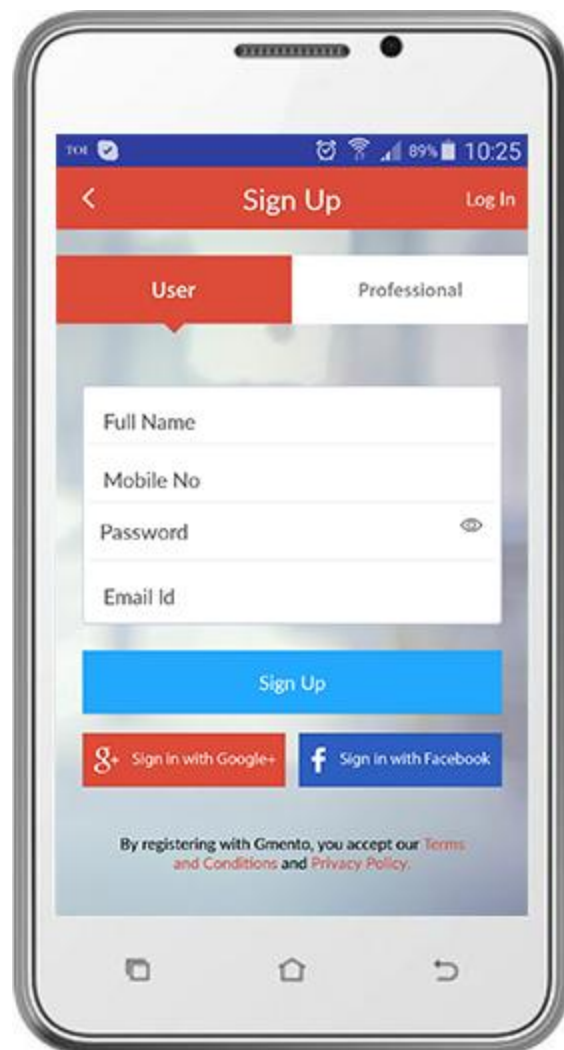 TOI 89% 10:25
Sign Up Log In
User Professional
Full Name
Mobile No
Password
Email Id
Sign Up
g+ Sign in with Google+ f Sign in with Facebook
By registering with Gmento, you accept our Terms
and Conditions and Privacy Policy.